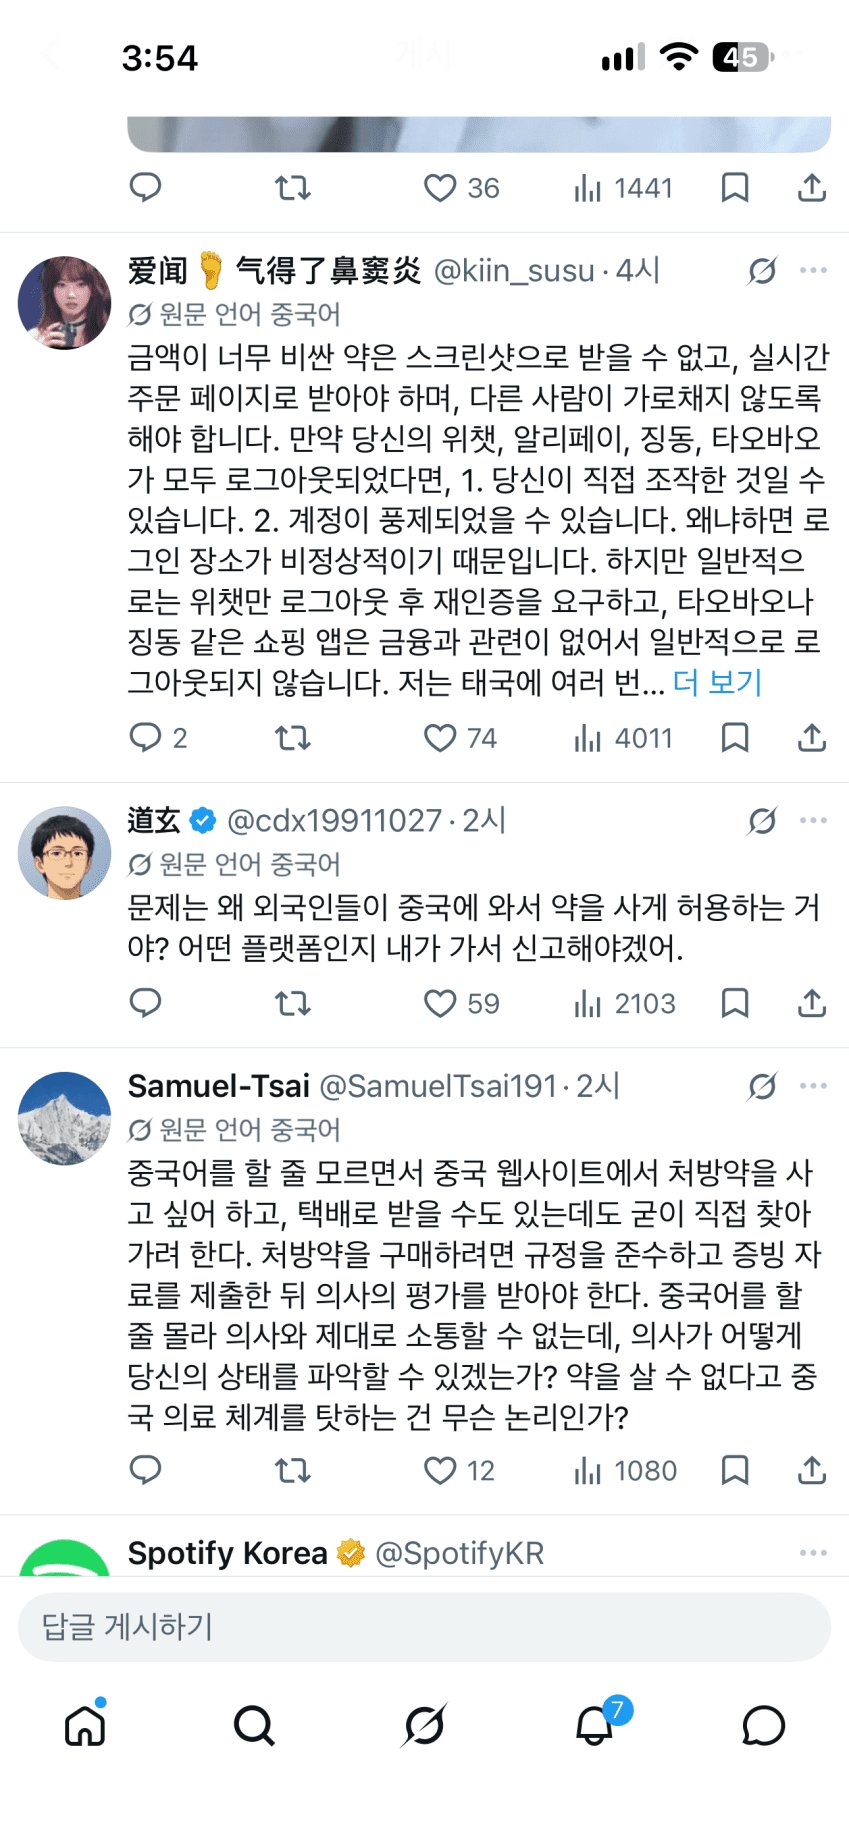 3:54
45
36
1441
爱闻🦶气得了鼻窦炎 @kiin_susu · 4시
원문 언어 중국어
금액이 너무 비싼 약은 스크린샷으로 받을 수 없고, 실시간
주문 페이지로 받아야 하며, 다른 사람이 가로채지 않도록
해야 합니다. 만약 당신의 위챗, 알리페이, 징동, 타오바오
가 모두 로그아웃되었다면, 1. 당신이 직접 조작한 것일 수
있습니다. 2. 계정이 풍제되었을 수 있습니다. 왜냐하면 로
그인 장소가 비정상적이기 때문입니다. 하지만 일반적으
로는 위챗만 로그아웃 후 재인증을 요구하고, 타오바오나
징동 같은 쇼핑 앱은 금융과 관련이 없어서 일반적으로 로
그아웃되지 않습니다. 저는 태국에 여러 번... 더 보기
2
74
4011
道玄 @cdx19911027 · 2시
원문 언어 중국어
문제는 왜 외국인들이 중국에 와서 약을 사게 허용하는 거
야? 어떤 플랫폼인지 내가 가서 신고해야겠어.
59
2103
Samuel-Tsai @SamuelTsai191 · 2시
원문 언어 중국어
중국어를 할 줄 모르면서 중국 웹사이트에서 처방약을 사
고 싶어 하고, 택배로 받을 수도 있는데도 굳이 직접 찾아
가려 한다. 처방약을 구매하려면 규정을 준수하고 증빙 자
료를 제출한 뒤 의사의 평가를 받아야 한다. 중국어를 할
줄 몰라 의사와 제대로 소통할 수 없는데, 의사가 어떻게
당신의 상태를 파악할 수 있겠는가? 약을 살 수 없다고 중
국 의료 체계를 탓하는 건 무슨 논리인가?
12
1080
Spotify Korea @SpotifyKR
답글 게시하기
7